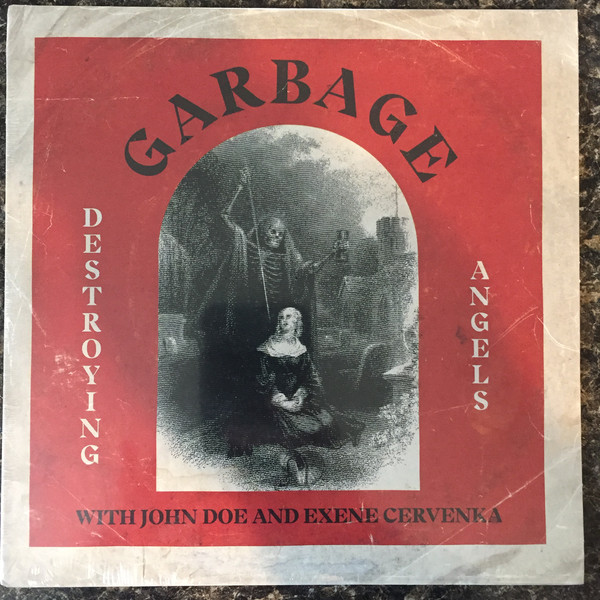 GARBAGE
DESTROYING
ANGELS
WITH JOHN DOE AND EXENE CERVENKA